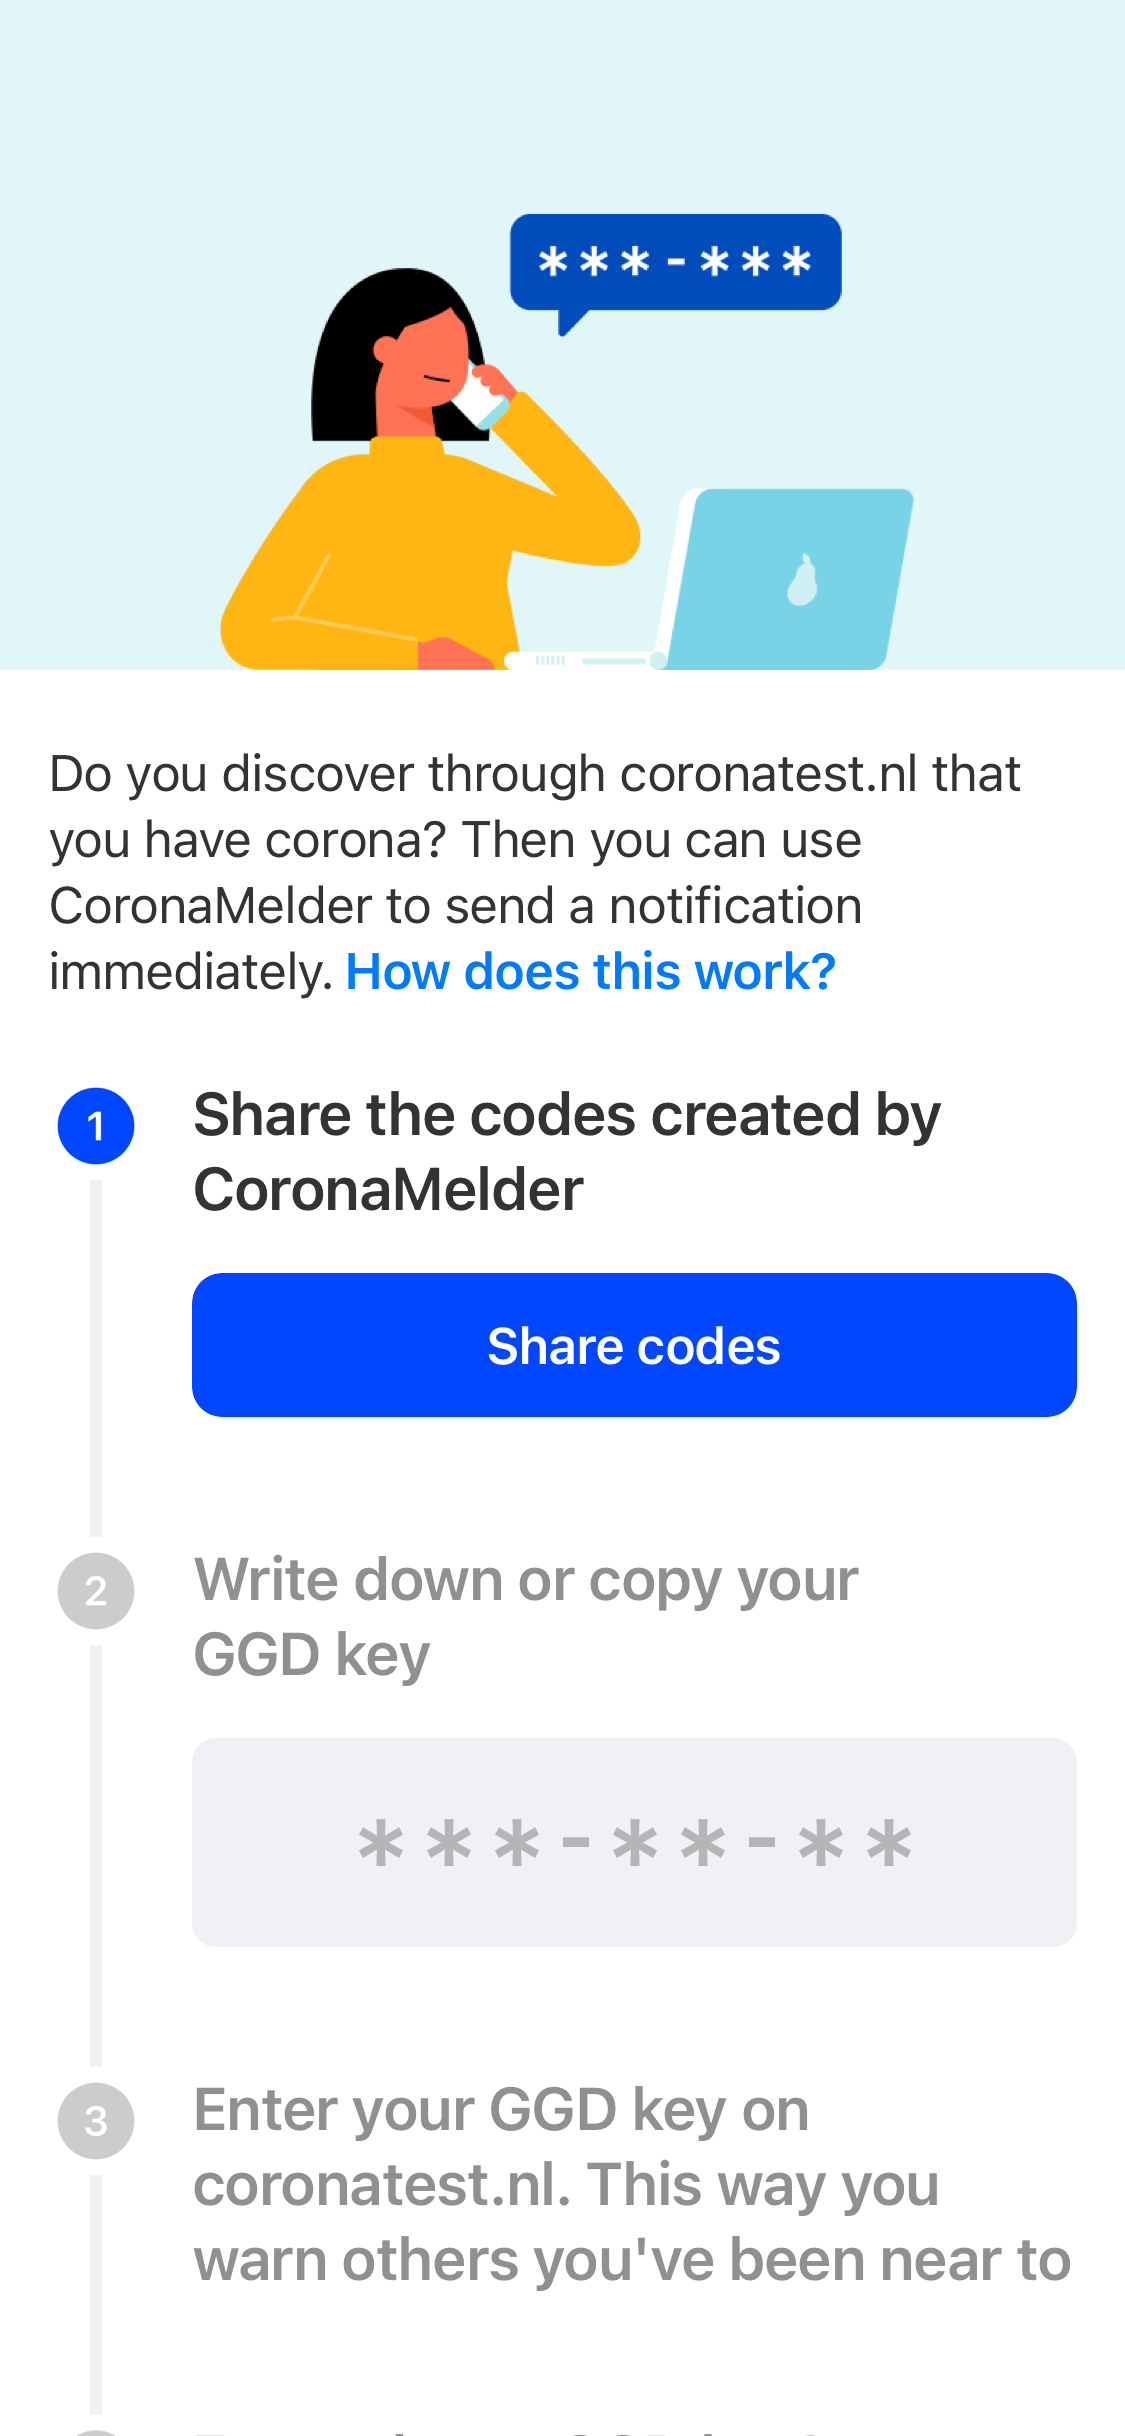 ***-***
Do you discover through coronatest.nl that
you have corona? Then you can use
CoronaMelder to send a notification
immediately. How does this work?
1
Share the codes created by
CoronaMelder
Share codes
2
Write down or copy your
GGD key
***-**-**
3
Enter your GGD key on
coronatest.nl. This way you
warn others you've been near to